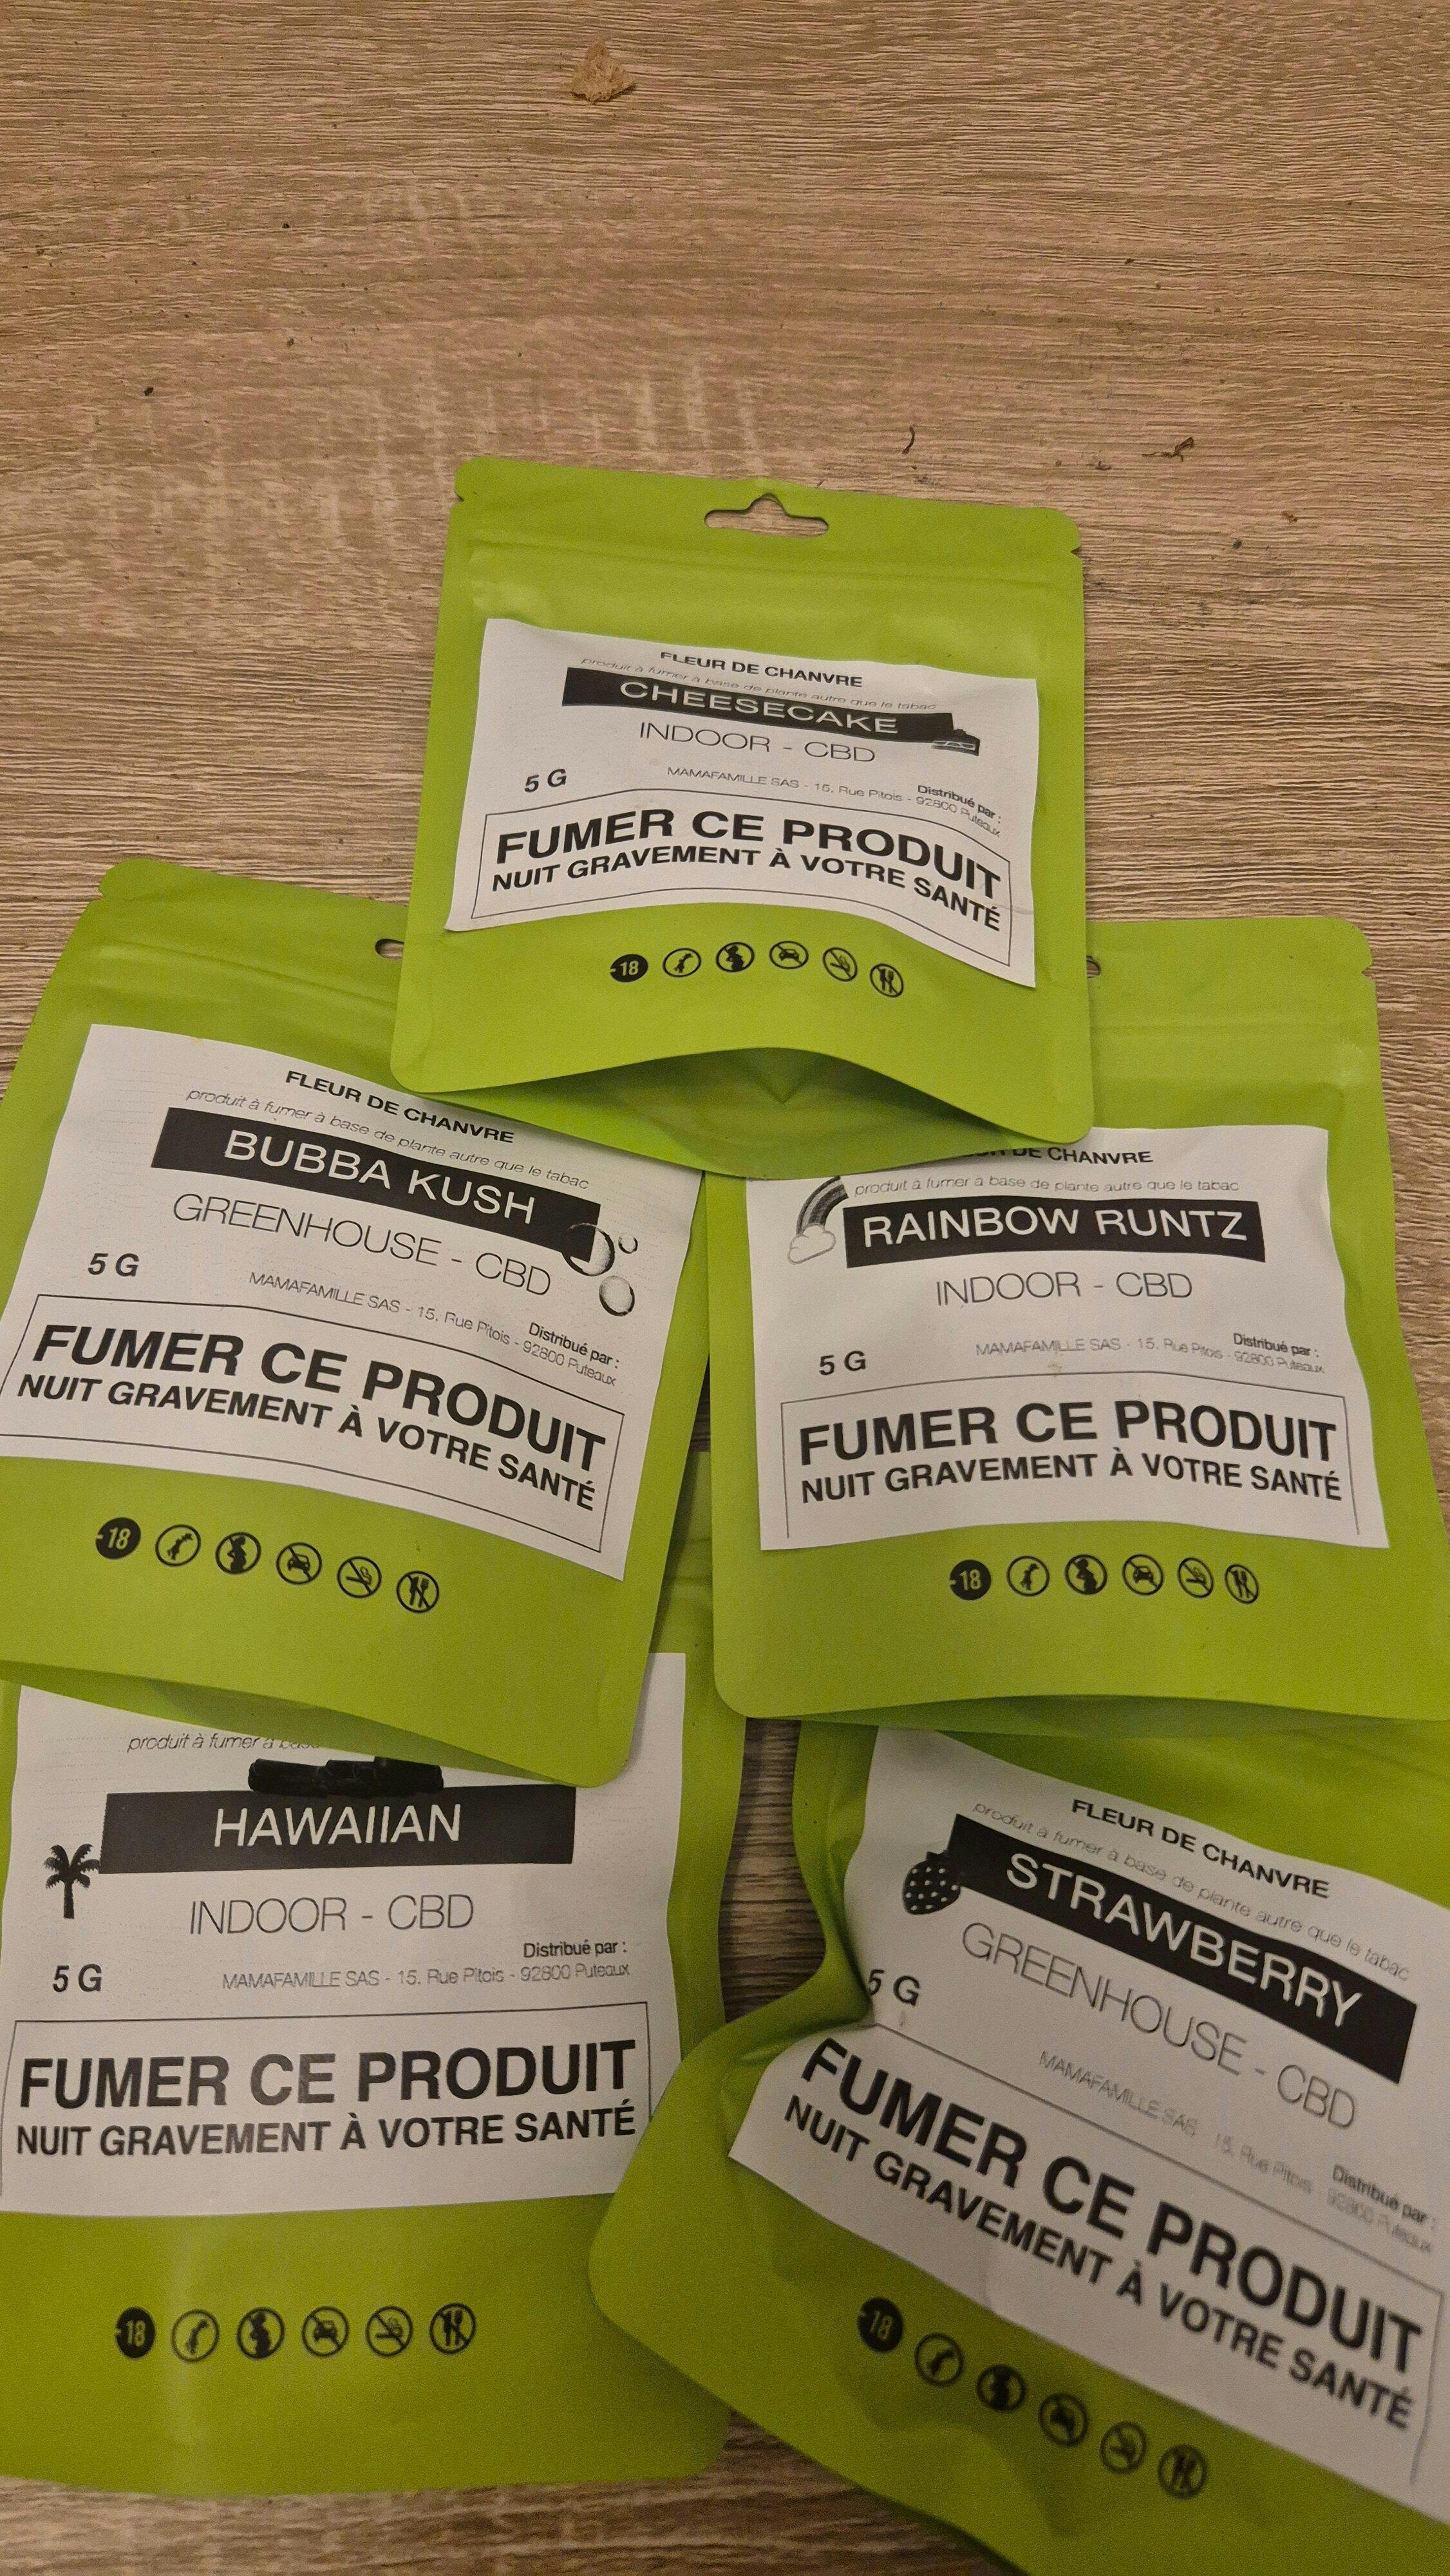 FLEUR DE CHANVRE
produit à fumer à base de plante autre que le tabac
CHEESECAKE
INDOOR - CBD
5 G
Distribué par :
MAMAFAMILLE SAS - 15, Rue Pitois - 92800 Puteaux
FUMER CE PRODUIT
NUIT GRAVEMENT À VOTRE SANTÉ
-18
FLEUR DE CHANVRE
produit à fumer à base de plante autre que le tabac
BUBBA KUSH
GREENHOUSE - CBD
5 G
Distribué par :
MAMAFAMILLE SAS - 15, Rue Pitois - 92800 Puteaux
FUMER CE PRODUIT
NUIT GRAVEMENT À VOTRE SANTÉ
-18
DE CHANVRE
produit à fumer à base de plante autre que le tabac
RAINBOW RUNTZ
INDOOR - CBD
5 G
Distribué par :
MAMAFAMILLE SAS - 15, Rue Pitois - 92800 Puteaux
FUMER CE PRODUIT
NUIT GRAVEMENT À VOTRE SANTÉ
-18
produit à fumer à
HAWAIIAN
INDOOR - CBD
5 G
Distribué par :
MAMAFAMILLE SAS - 15, Rue Pitois - 92800 Puteaux
FUMER CE PRODUIT
NUIT GRAVEMENT À VOTRE SANTÉ
-18
FLEUR DE CHANVRE
produit à fumer à base de plante autre que le tabac
STRAWBERRY
GREENHOUSE - CBD
5 G
Distribué par :
MAMAFAMILLE SAS - 15, Rue Pitois - 92800 Puteaux
FUMER CE PRODUIT
NUIT GRAVEMENT À VOTRE SANTÉ
-18